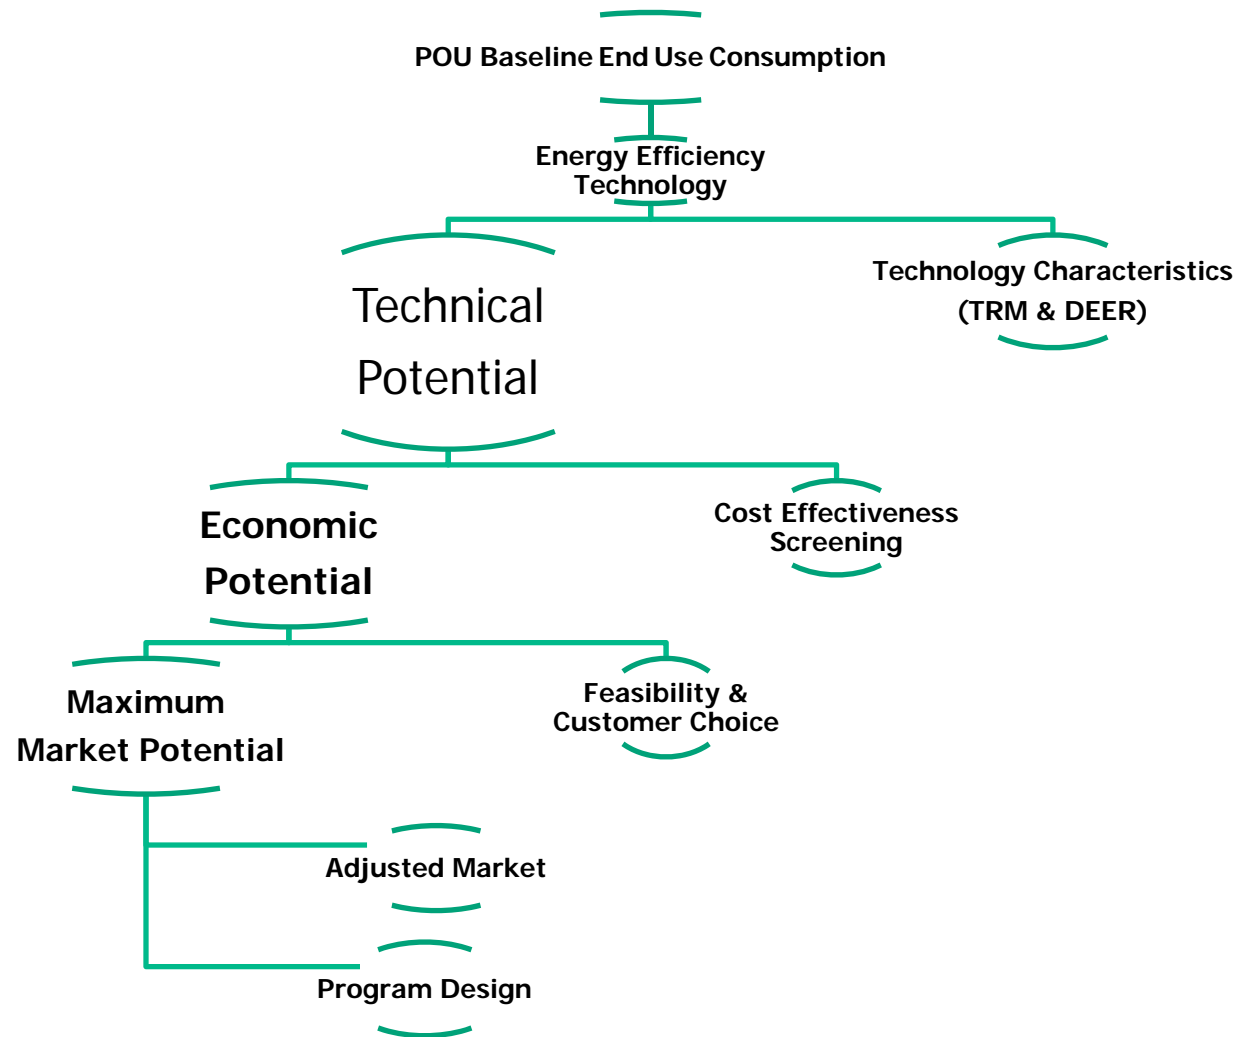 POU Baseline End Use Consumption
Energy Efficiency
Technology
Technical
Potential
Technology Characteristics
(TRM & DEER)
Economic
Potential
Cost Effectiveness
Screening
Maximum
Market Potential
Feasibility &
Customer Choice
Adjusted Market
Program Design